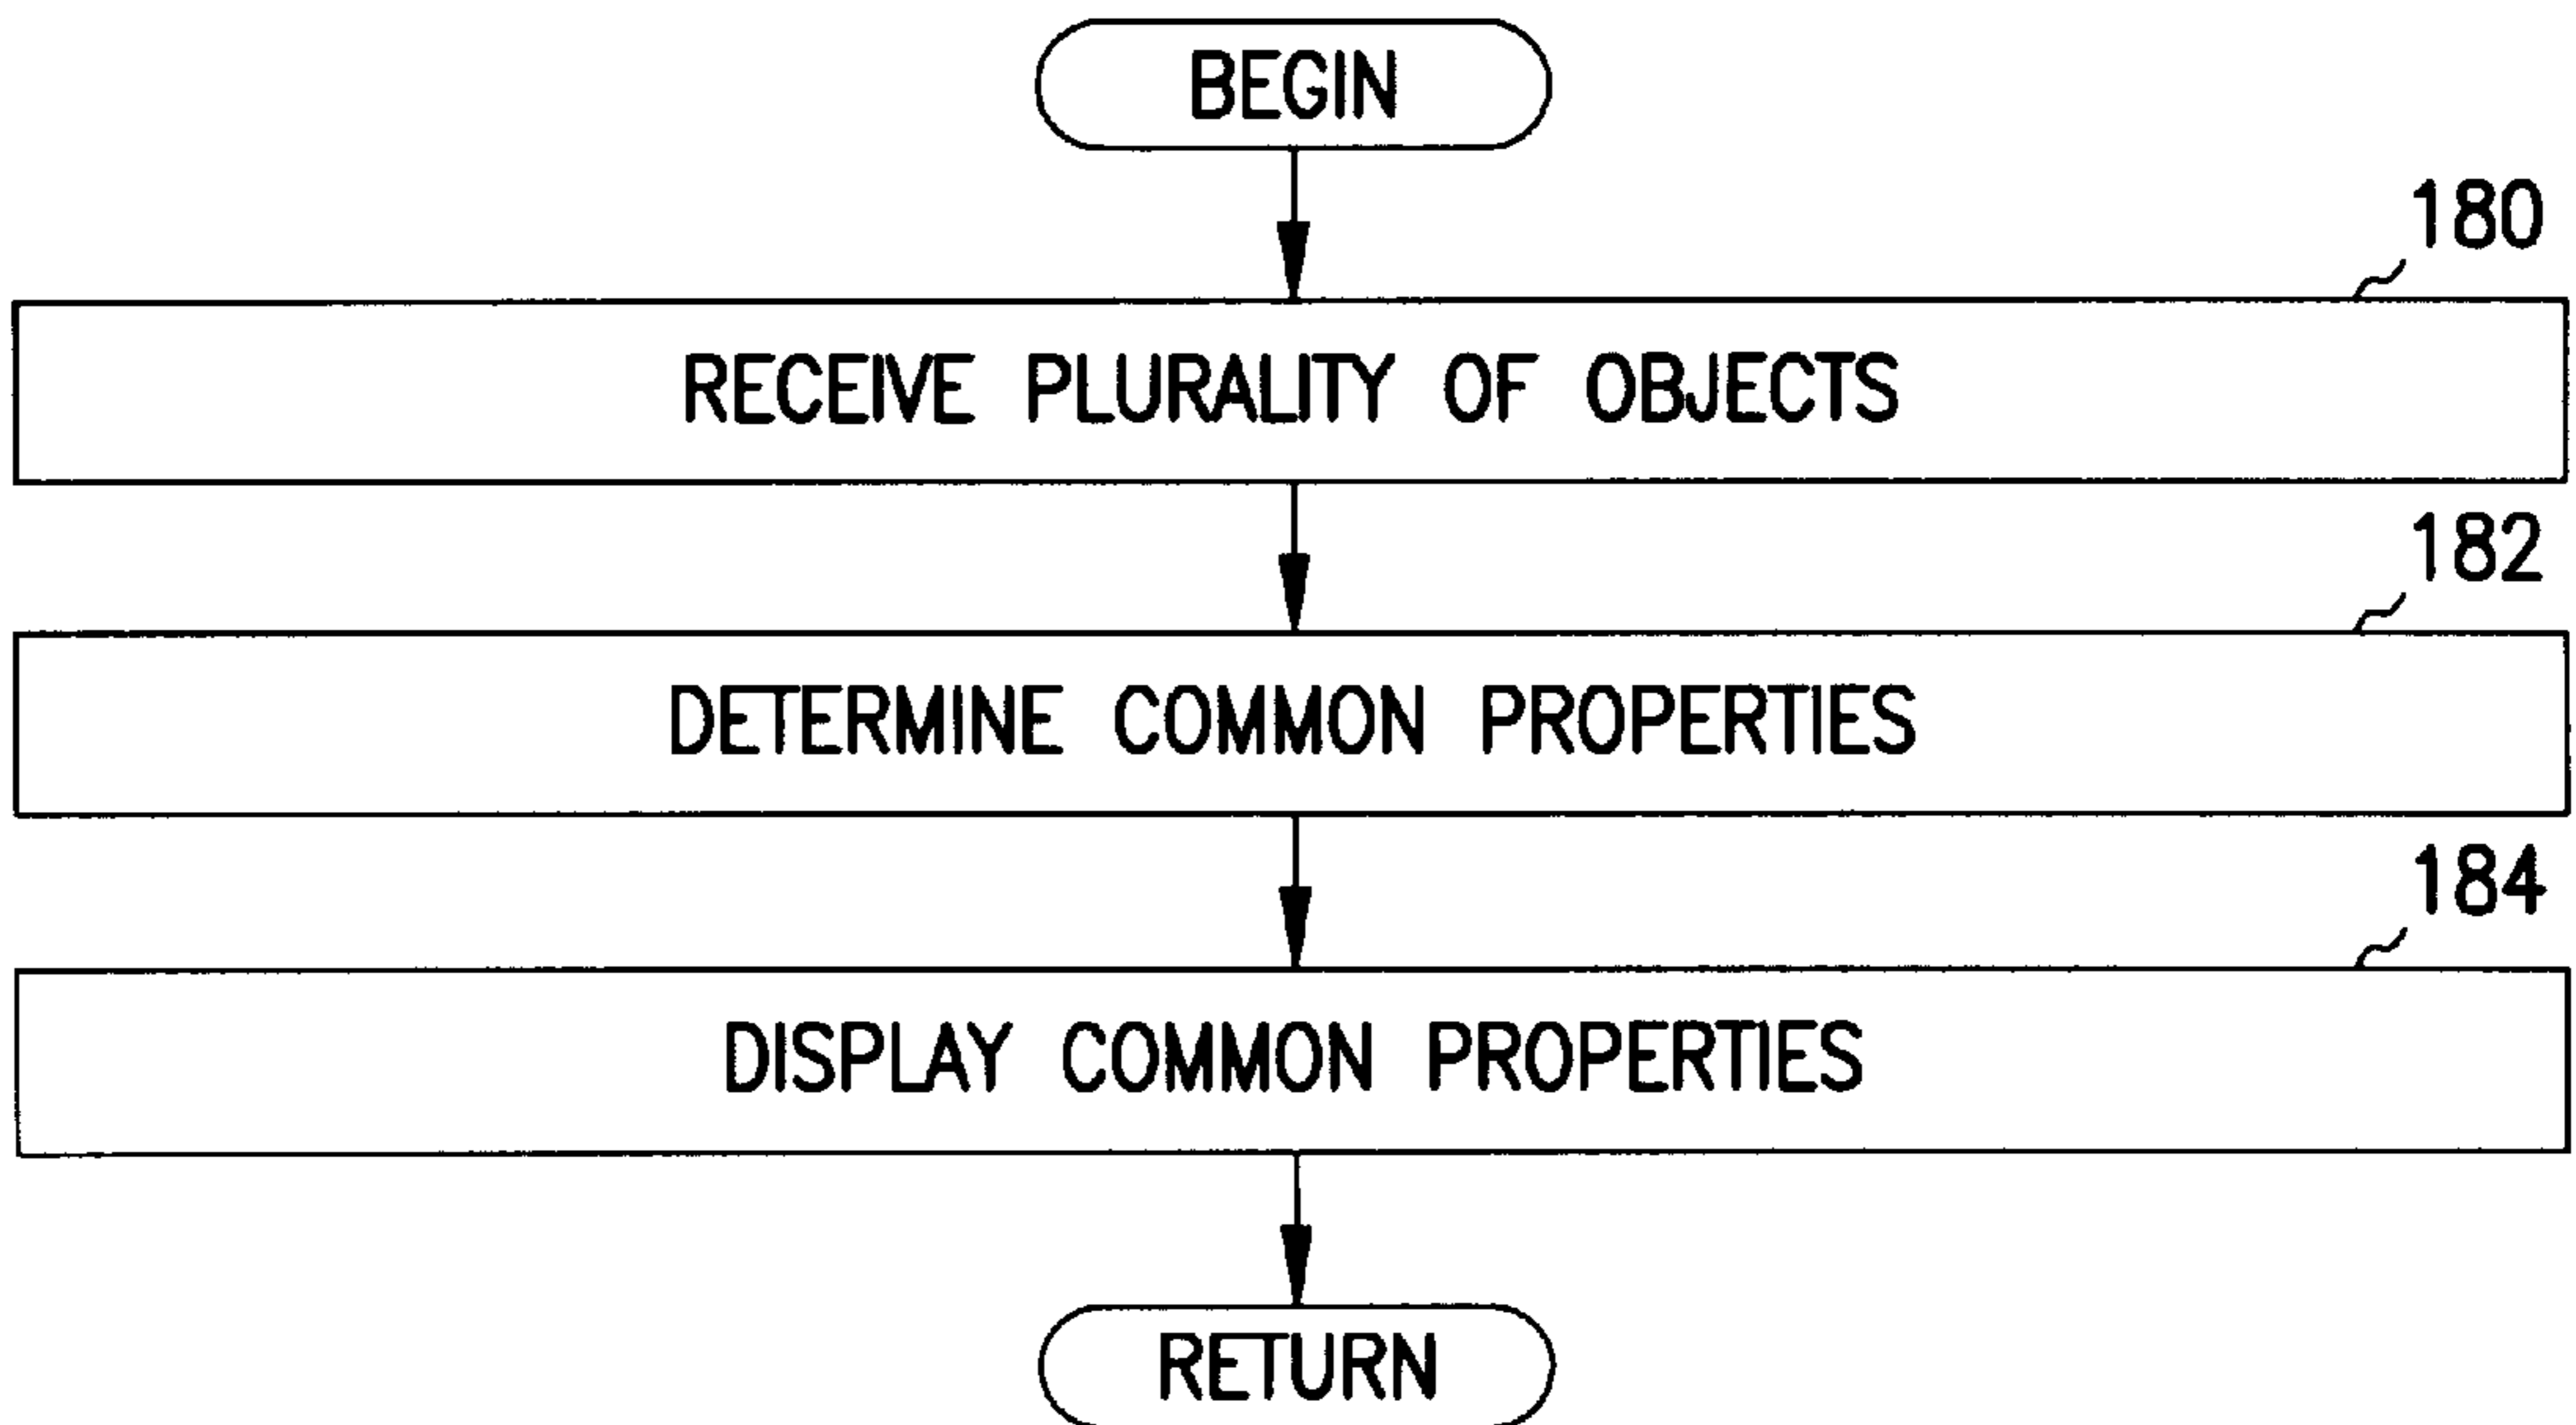 BEGIN
180
RECEIVE PLURALITY OF OBJECTS
182
DETERMINE COMMON PROPERTIES
184
DISPLAY COMMON PROPERTIES
RETURN